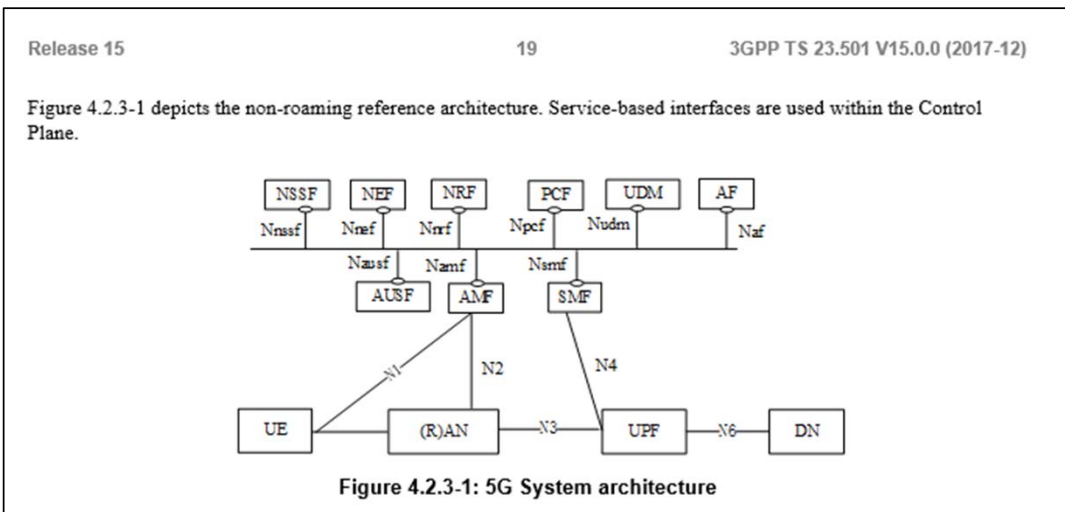 Release 15 19 3GPP TS 23.501 V15.0.0 (2017-12)
Figure 4.2.3-1 depicts the non-roaming reference architecture. Service-based interfaces are used within the Control
Plane.
NSSF NEF NRF PCF UDM AF
Nnssf Nnef Nnrf Npcf Nudm Naf
Nausf Namf Nsmf
AUSF AMF SMF
N1 N2 N4
UE (R)AN N3 UPF N6 DN
Figure 4.2.3-1: 5G System architecture